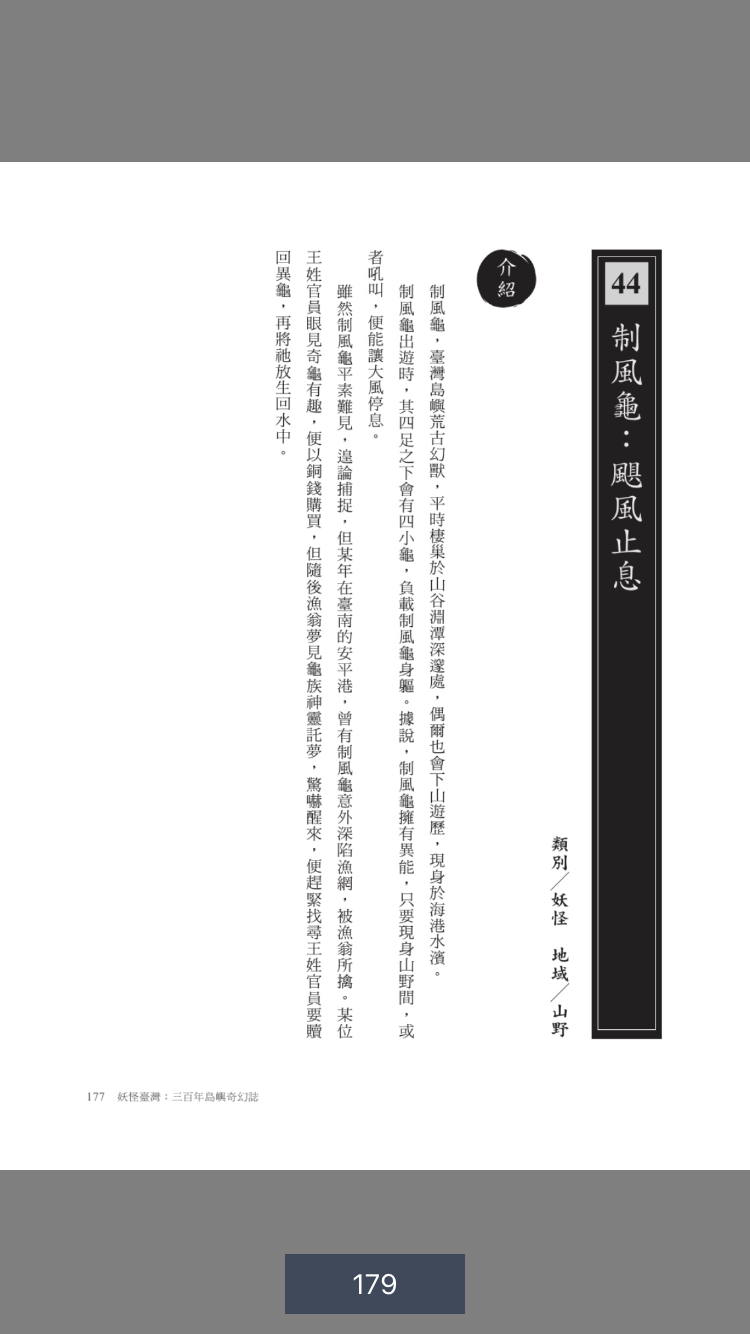 44
制風龜：颶風止息
類別／妖怪　地域／山野
介紹
制風龜，臺灣島嶼荒古幻獸，平時棲巢於山谷淵潭深邃處，偶爾也會下山遊歷，現身於海港水濱。
制風龜出遊時，其四足之下會有四小龜，負載制風龜身軀。據說，制風龜擁有異能，只要現身山野間，或
者吼叫，便能讓大風停息。
雖然制風龜平素難見，遑論捕捉，但某年在臺南的安平港，曾有制風龜意外深陷漁網，被漁翁所擒。某位
王姓官員眼見奇龜有趣，便以銅錢購買，但隨後漁翁夢見龜族神靈託夢，驚嚇醒來，便趕緊找尋王姓官員要贖
回異龜，再將祂放生回水中。
177　妖怪臺灣：三百年島嶼奇幻誌
179